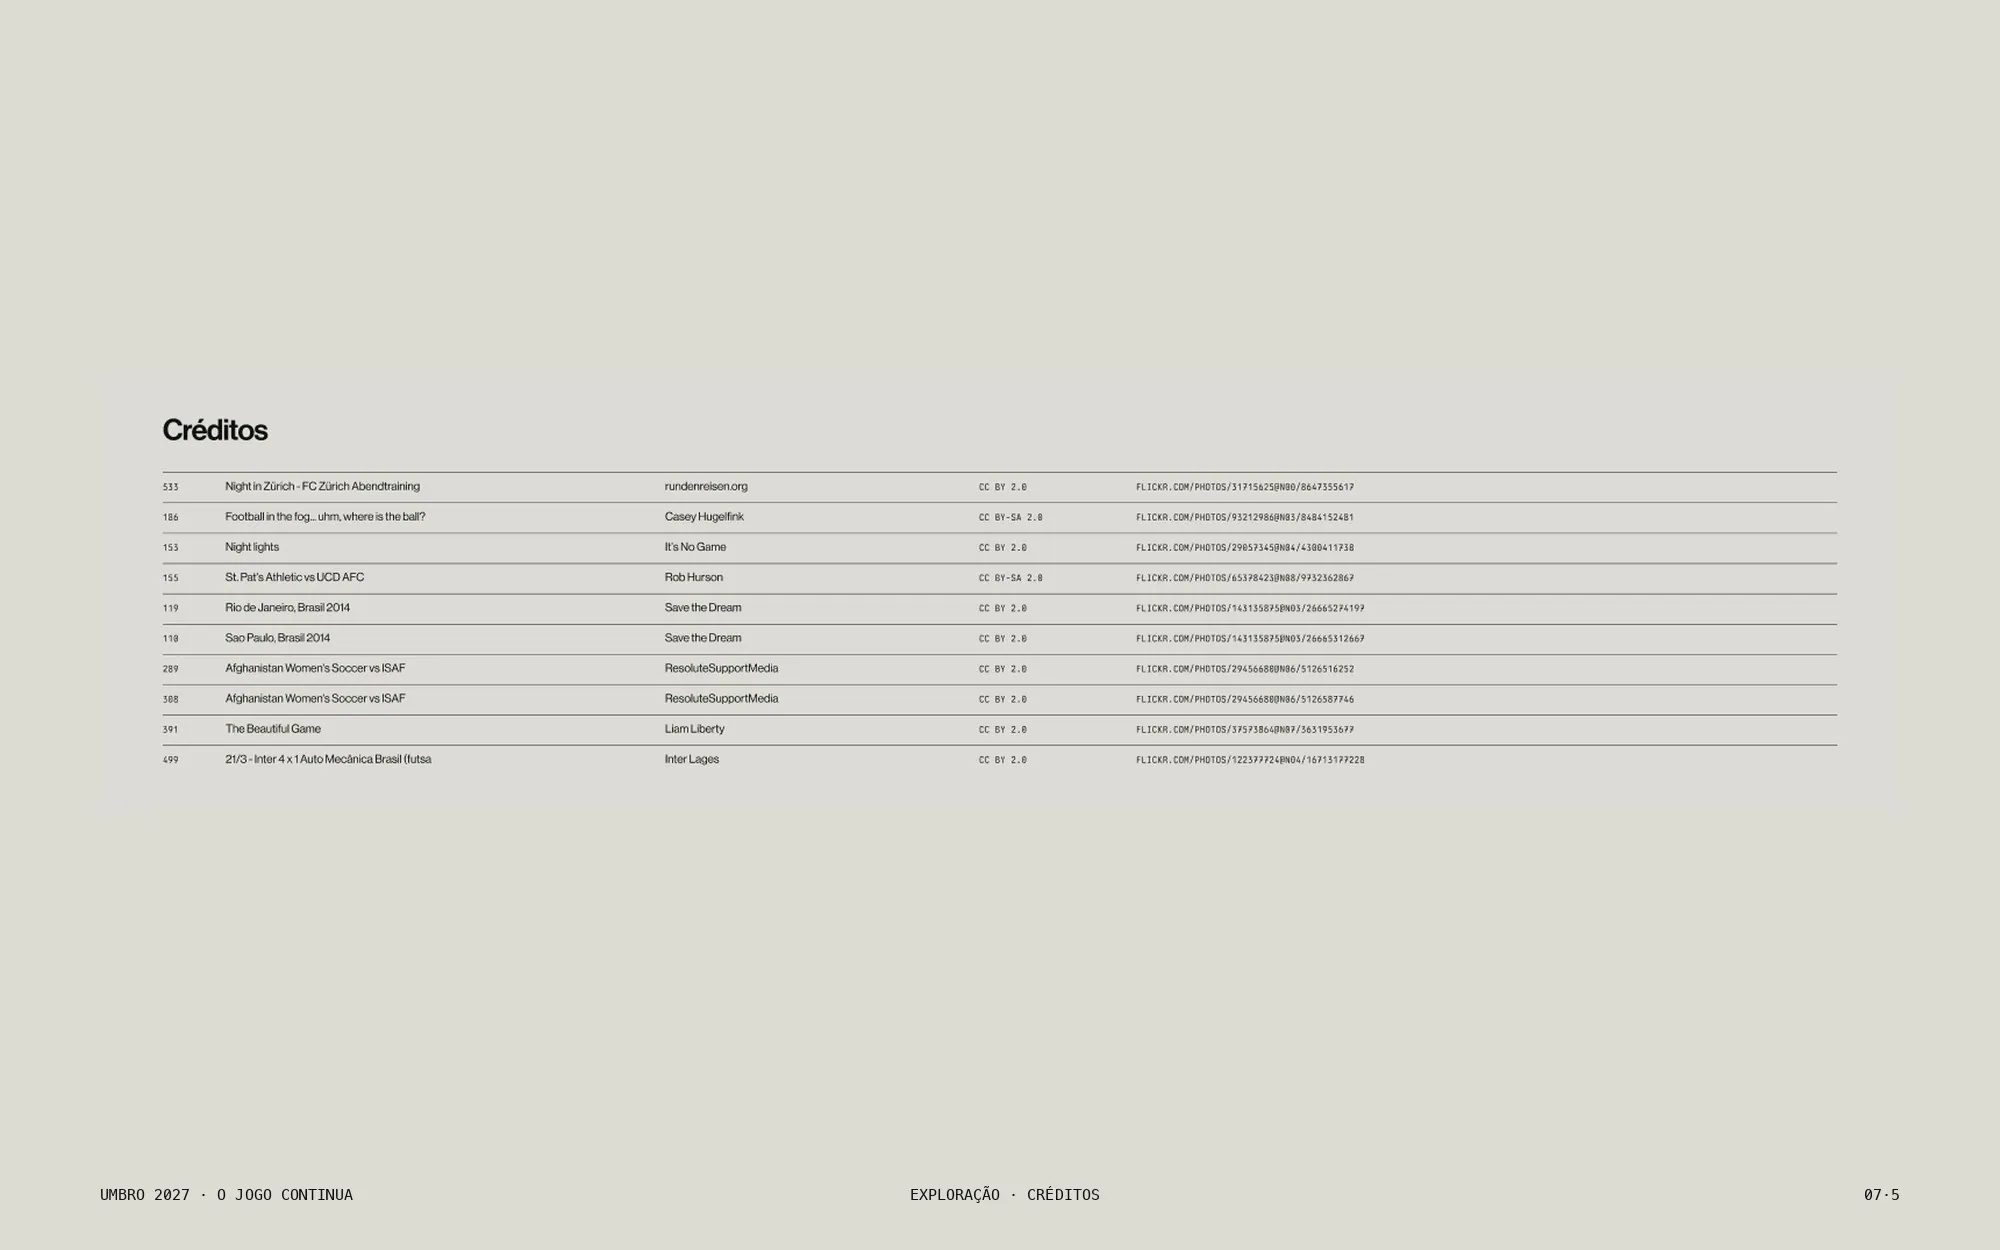 Créditos
533 Night in Zürich - FC Zürich Abendtraining rundenreisen.org CC BY 2.0 FLICKR.COM/PHOTOS/31715625@N00/8647355617
186 Football in the fog... uhm, where is the ball? Casey Hugelfink CC BY-SA 2.0 FLICKR.COM/PHOTOS/93212986@N03/8484152481
153 Night lights It's No Game CC BY 2.0 FLICKR.COM/PHOTOS/29057345@N04/4300411738
155 St. Pat's Athletic vs UCD AFC Rob Hurson CC BY-SA 2.0 FLICKR.COM/PHOTOS/65378423@N08/9732362867
119 Rio de Janeiro, Brasil 2014 Save the Dream CC BY 2.0 FLICKR.COM/PHOTOS/143135875@N03/26665274197
110 Sao Paulo, Brasil 2014 Save the Dream CC BY 2.0 FLICKR.COM/PHOTOS/143135875@N03/26665312667
289 Afghanistan Women's Soccer vs ISAF ResoluteSupportMedia CC BY 2.0 FLICKR.COM/PHOTOS/29456680@N06/5126516252
308 Afghanistan Women's Soccer vs ISAF ResoluteSupportMedia CC BY 2.0 FLICKR.COM/PHOTOS/29456680@N06/5126587746
391 The Beautiful Game Liam Liberty CC BY 2.0 FLICKR.COM/PHOTOS/37573864@N07/3631953677
499 21/3 - Inter 4 x 1 Auto Mecânica Brasil (futsa Inter Lages CC BY 2.0 FLICKR.COM/PHOTOS/122377724@N04/16713177228
UMBRO 2027 · O JOGO CONTINUA EXPLORAÇÃO · CRÉDITOS 07·5